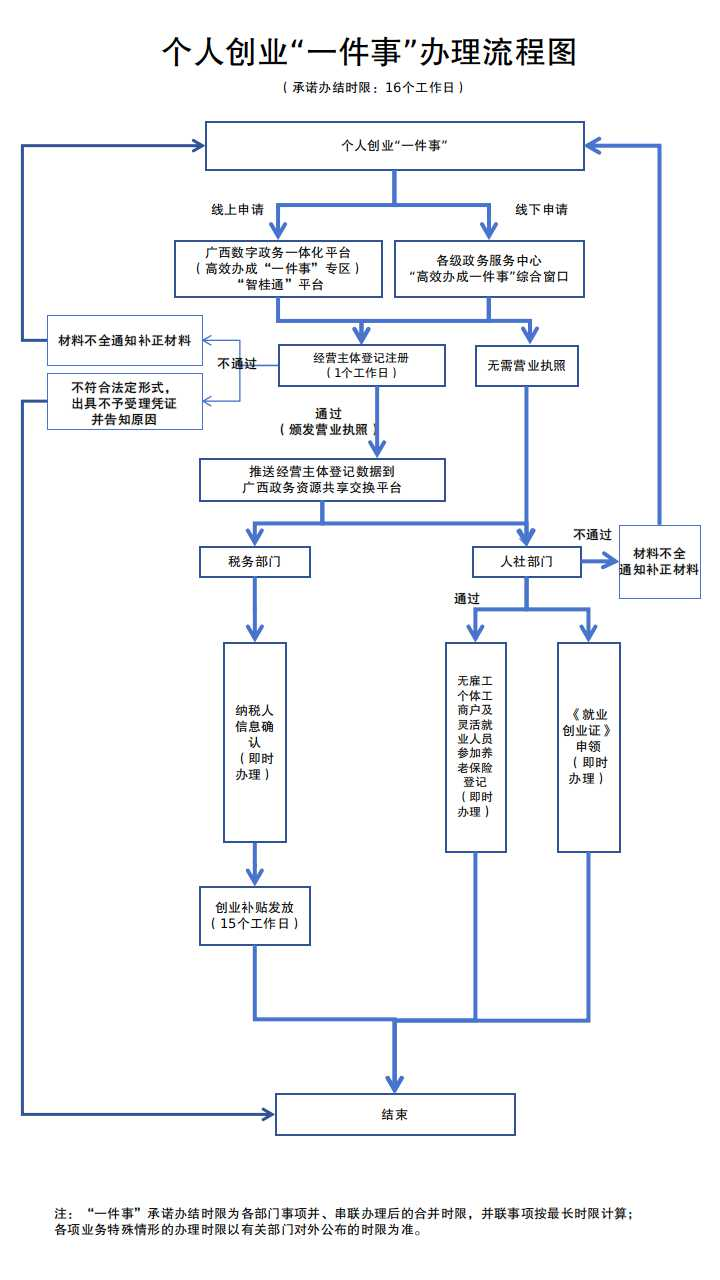 个人创业“一件事”办理流程图
（承诺办结时限：16个工作日）
个人创业“一件事”
线上申请
线下申请
广西数字政务一体化平台
（高效办成“一件事”专区）
“智桂通”平台
各级政务服务中心
“高效办成一件事”综合窗口
材料不全通知补正材料
不通过
经营主体登记注册
（1个工作日）
无需营业执照
不符合法定形式，
出具不予受理凭证
并告知原因
通过
（颁发营业执照）
推送经营主体登记数据到
广西政务资源共享交换平台
税务部门
人社部门
不通过
材料不全
通知补正材料
通过
纳税人
信息确
认
（即时
办理）
无雇工
个体工
商户及
灵活就
业人员
参加养
老保险
登记
（即时
办理）
《就业
创业证》
申领
（即时
办理）
创业补贴发放
（15个工作日）
结束
注：“一件事”承诺办结时限为各部门事项并、串联办理后的合并时限，并联事项按最长时限计算；
各项业务特殊情形的办理时限以有关部门对外公布的时限为准。